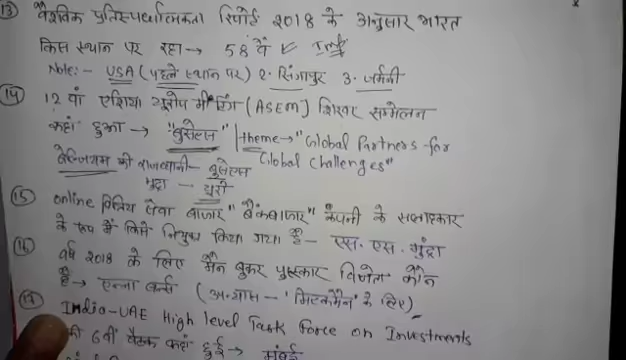 (13) वैश्विक प्रतिस्पर्धात्मकता रिपोर्ट 2018 के अनुसार भारत
किस स्थान पर रहा → 58 वें ✓ Imp
Note:- USA (पहले स्थान पर) 2. सिंगापुर 3. जर्मनी
(14) 12 वां एशिया यूरोप मीटिंग (ASEM) शिखर सम्मेलन
कहां हुआ → "ब्रुसेल्स" | theme → "Global Partners for
Global Challenges"
बेल्जियम की राजधानी - ब्रुसेल्स
मुद्रा - यूरो
(15) online वित्तिय सेवा बाजार "बैंकबाजार" कंपनी के सलाहकार
के रूप में किसे नियुक्त किया गया है - एस. एस. मुंद्रा
(16) वर्ष 2018 के लिए मैन बुकर पुरस्कार विजेता कौन
है → एन्ना बर्न्स (उपन्यास - 'मिल्कमैन' के लिए)
(17) India-UAE High level Task Force on Investments
की 6वीं बैठक कहां हुई → मुंबई